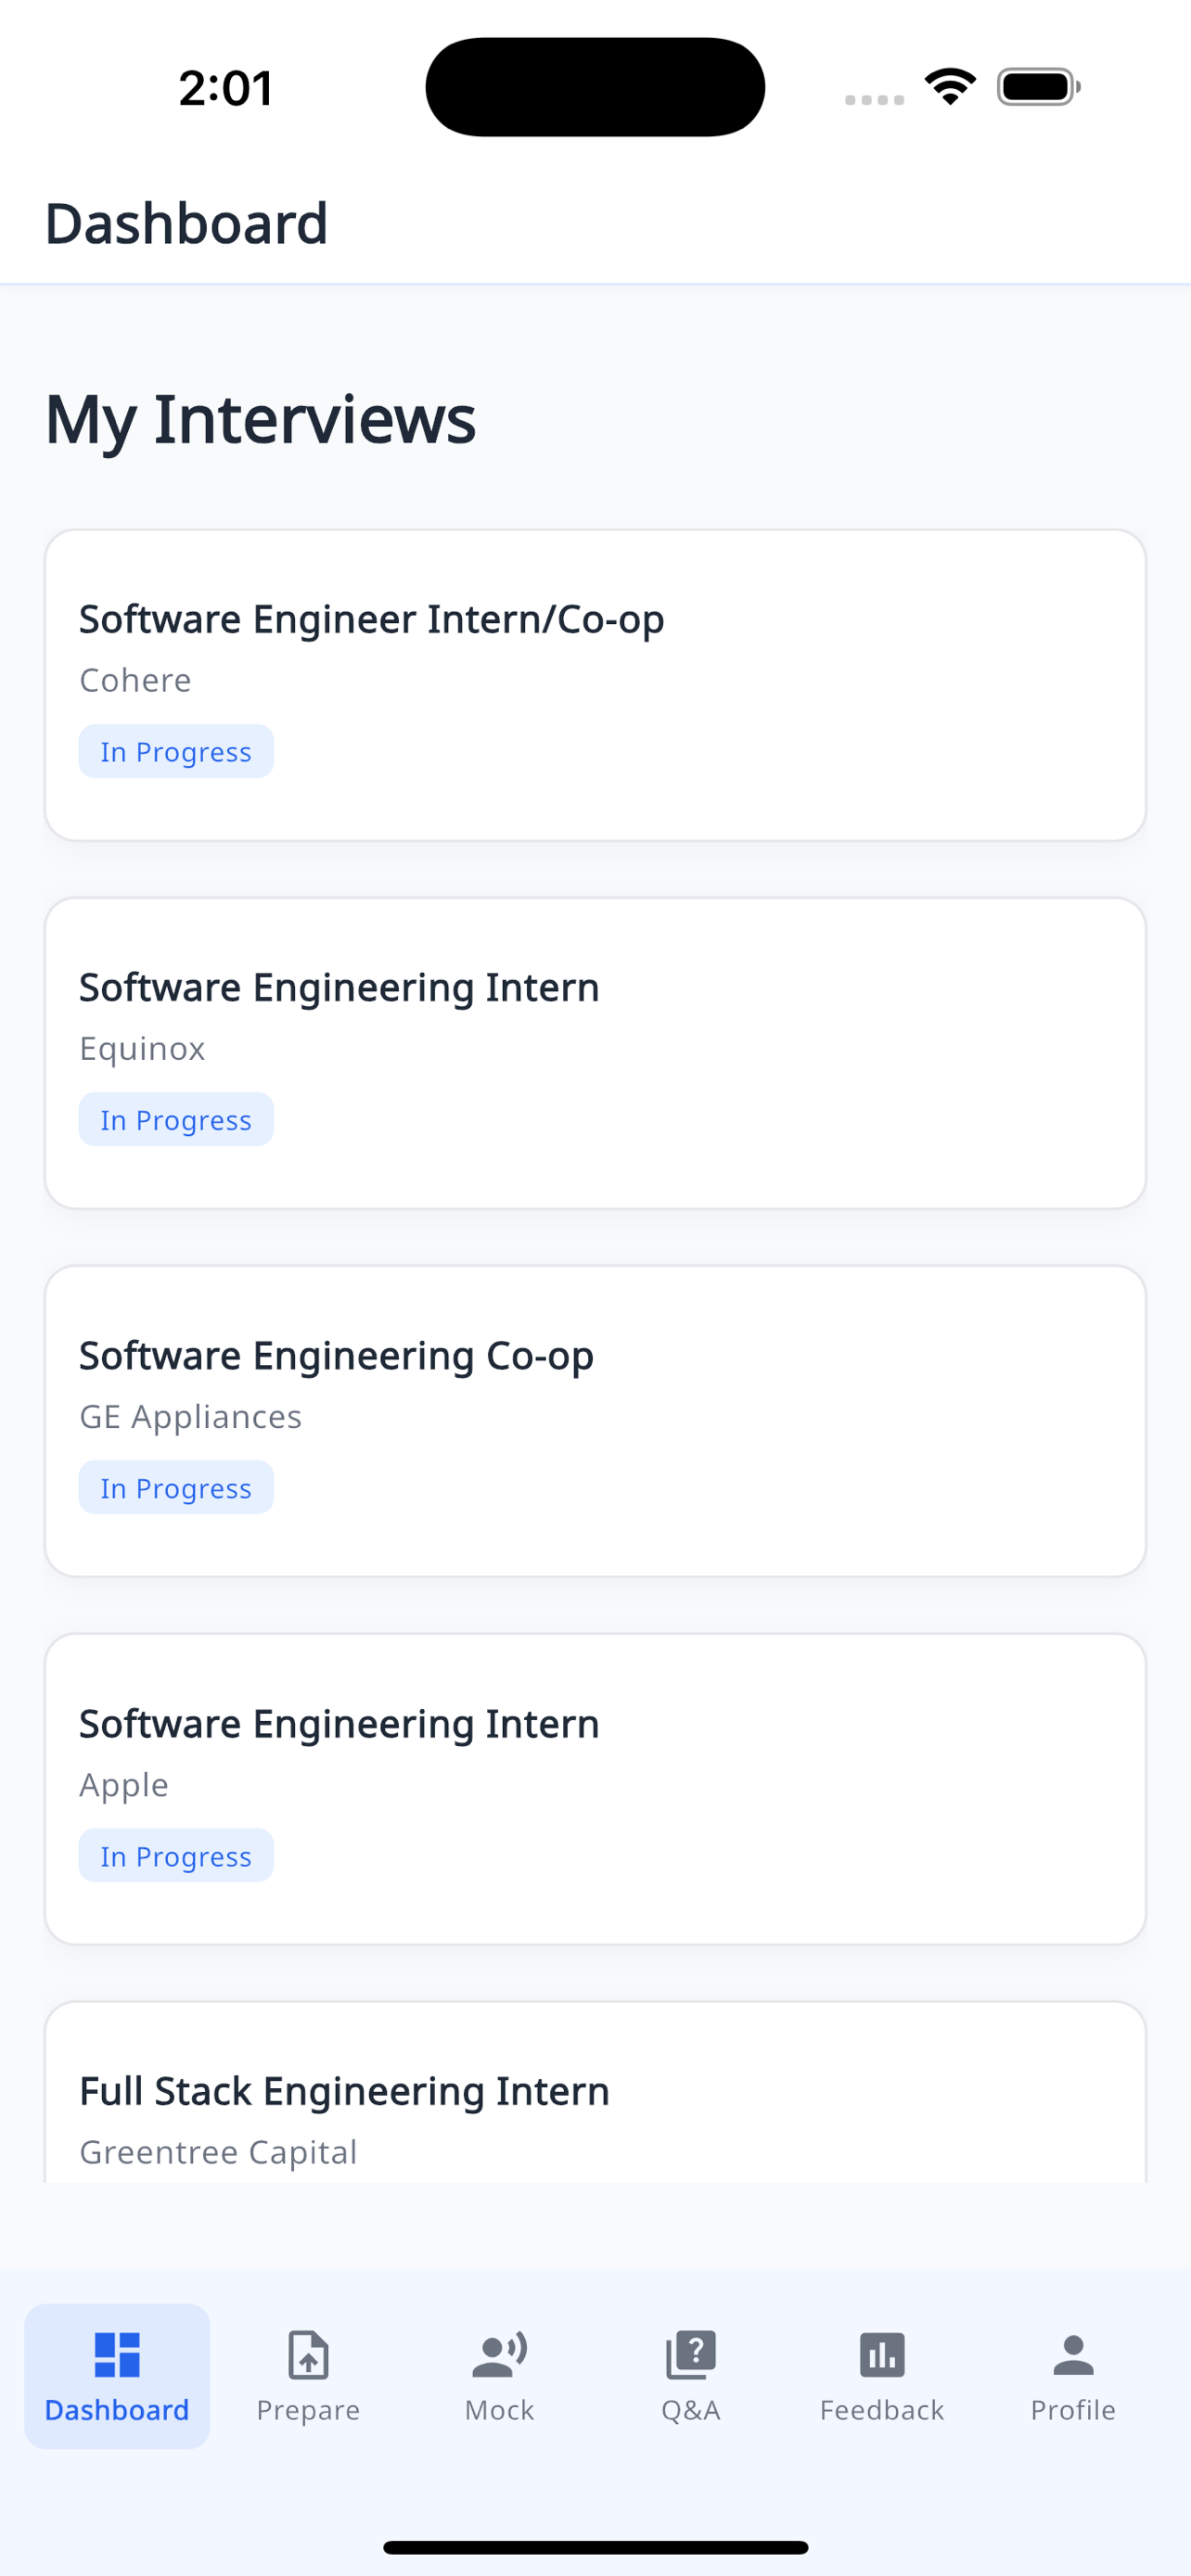 2:01
Dashboard
My Interviews
Software Engineer Intern/Co-op
Cohere
In Progress
Software Engineering Intern
Equinox
In Progress
Software Engineering Co-op
GE Appliances
In Progress
Software Engineering Intern
Apple
In Progress
Full Stack Engineering Intern
Greentree Capital
Dashboard
Prepare
Mock
Q&A
Feedback
Profile